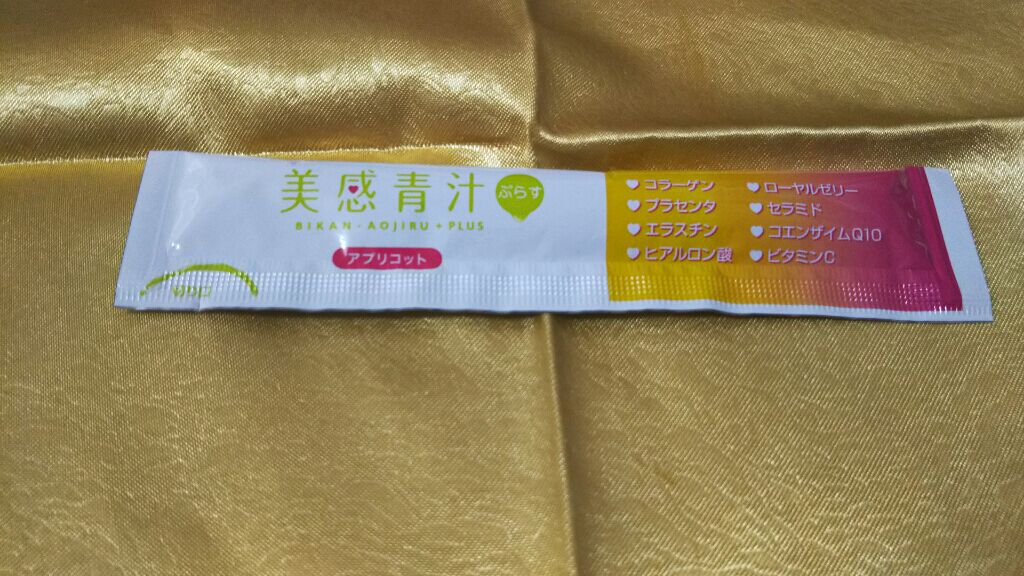 美感青汁 ぷらす
BIKAN-AOJIRU+PLUS
アプリコット
切り口
コラーゲン
プラセンタ
エラスチン
ヒアルロン酸
ローヤルゼリー
セラミド
コエンザイムQ10
ビタミンC